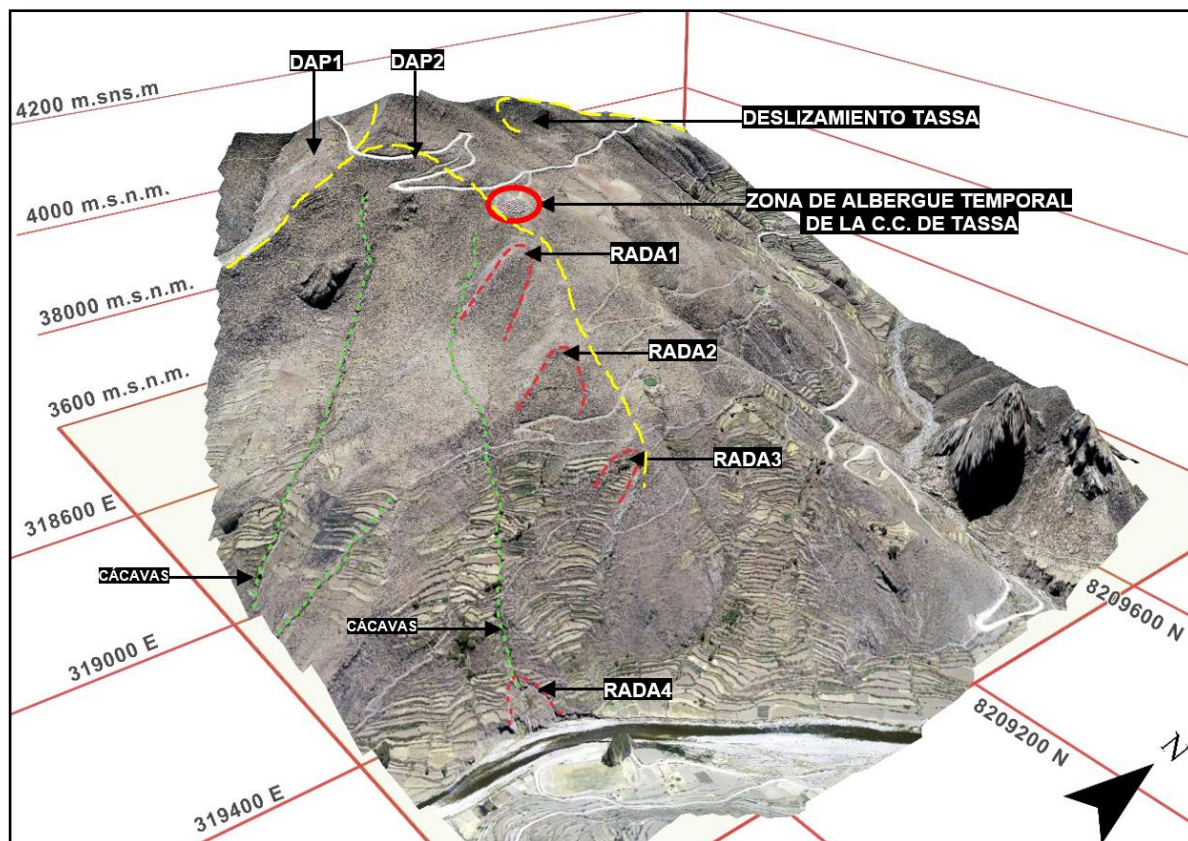 DAP1
DAP2
4200 m.sns.m
DESLIZAMIENTO TASSA
4000 m.s.n.m.
ZONA DE ALBERGUE TEMPORAL
DE LA C.C. DE TASSA
RADA1
38000 m.s.n.m.
RADA2
3600 m.s.n.m.
RADA3
318600 E
CÁCAVAS
8209600 N
319000 E
CÁCAVAS
RADA4
8209200 N
N
319400 E